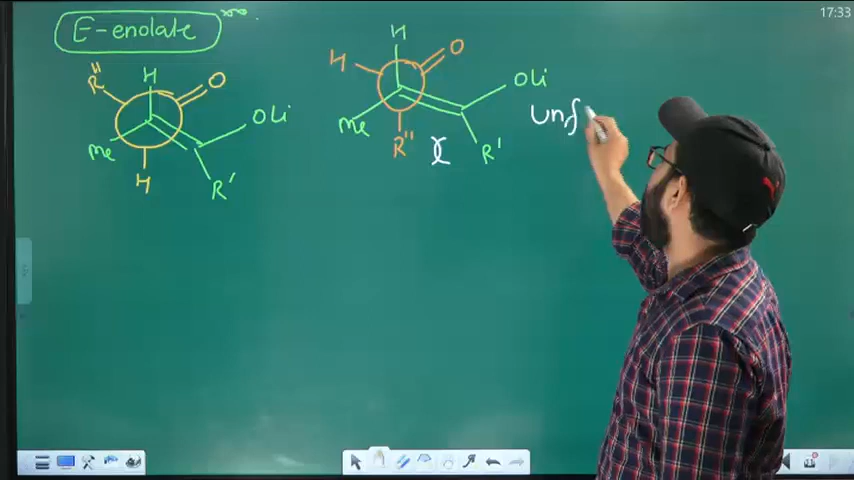 17:33
E-enolate
R"
H
O
OLi
Me
H
R'
H
H
O
OLi
Me
R"
R'
unf